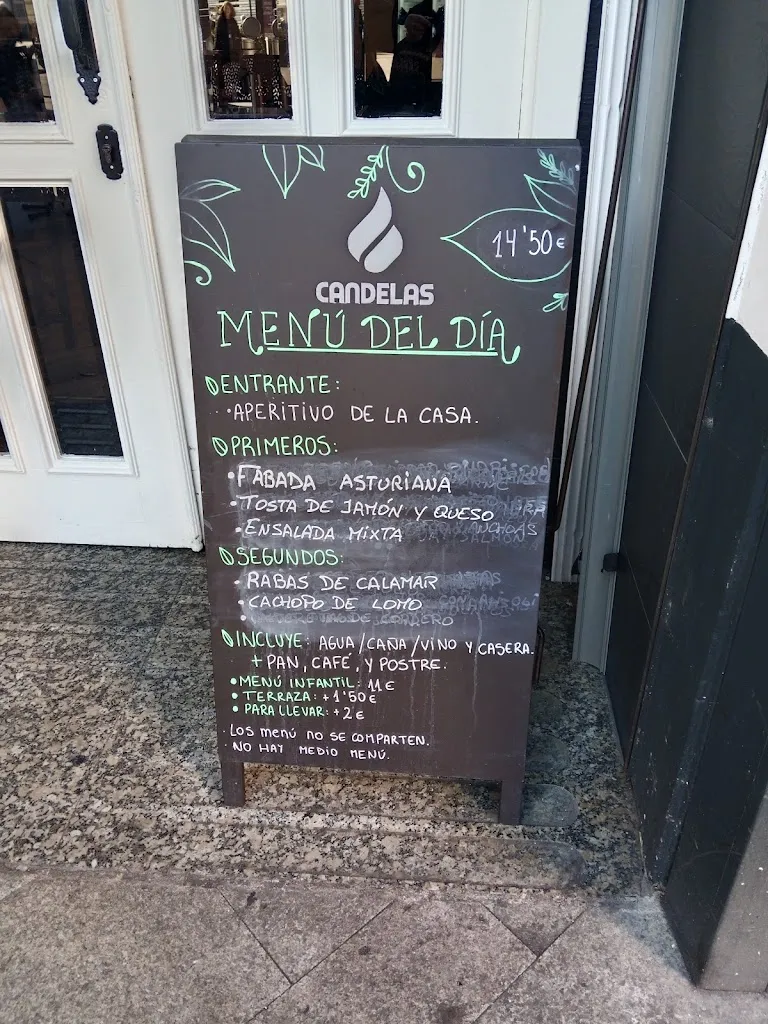 14'50€
CANDELAS
MENÚ DEL DÍA
ENTRANTE:
·APERITIVO DE LA CASA.
PRIMEROS:
•FABADA ASTURIANA
•TOSTA DE JAMÓN Y QUESO
•ENSALADA MIXTA
SEGUNDOS:
•RABAS DE CALAMAR
•CACHOPO DE LOMO
INCLUYE: AGUA/CAÑA/VINO Y CASERA.
+ PAN, CAFÉ, Y POSTRE.
•MENÚ INFANTIL: 11€
•TERRAZA: +1'50€
•PARA LLEVAR: +2€
·LOS MENÚ NO SE COMPARTEN.
·NO HAY MEDIO MENÚ.